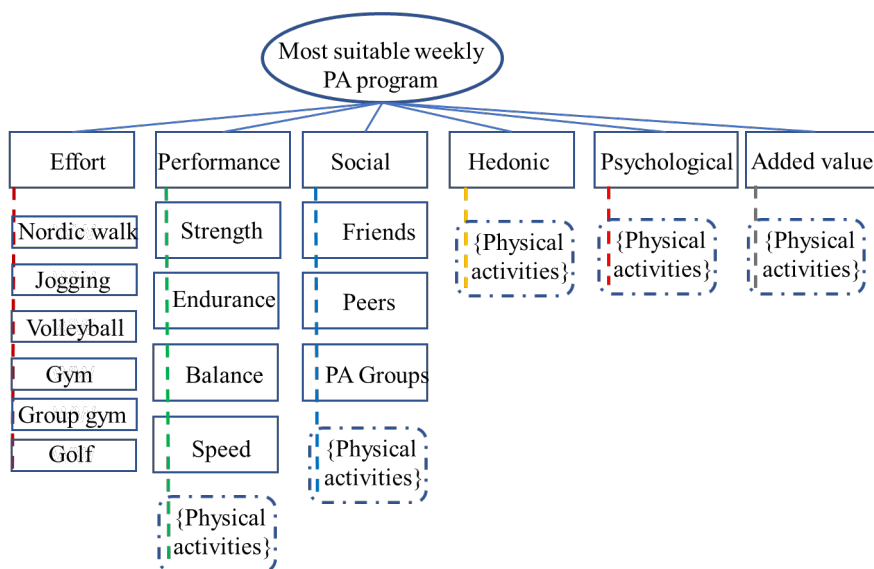 Most suitable weekly
PA program
Effort
Performance
Social
Hedonic
Psychological
Added value
Nordic walk
Jogging
Volleyball
Gym
Group gym
Golf
Strength
Endurance
Balance
Speed
{Physical
activities}
Friends
Peers
PA Groups
{Physical
activities}
{Physical
activities}
{Physical
activities}
{Physical
activities}